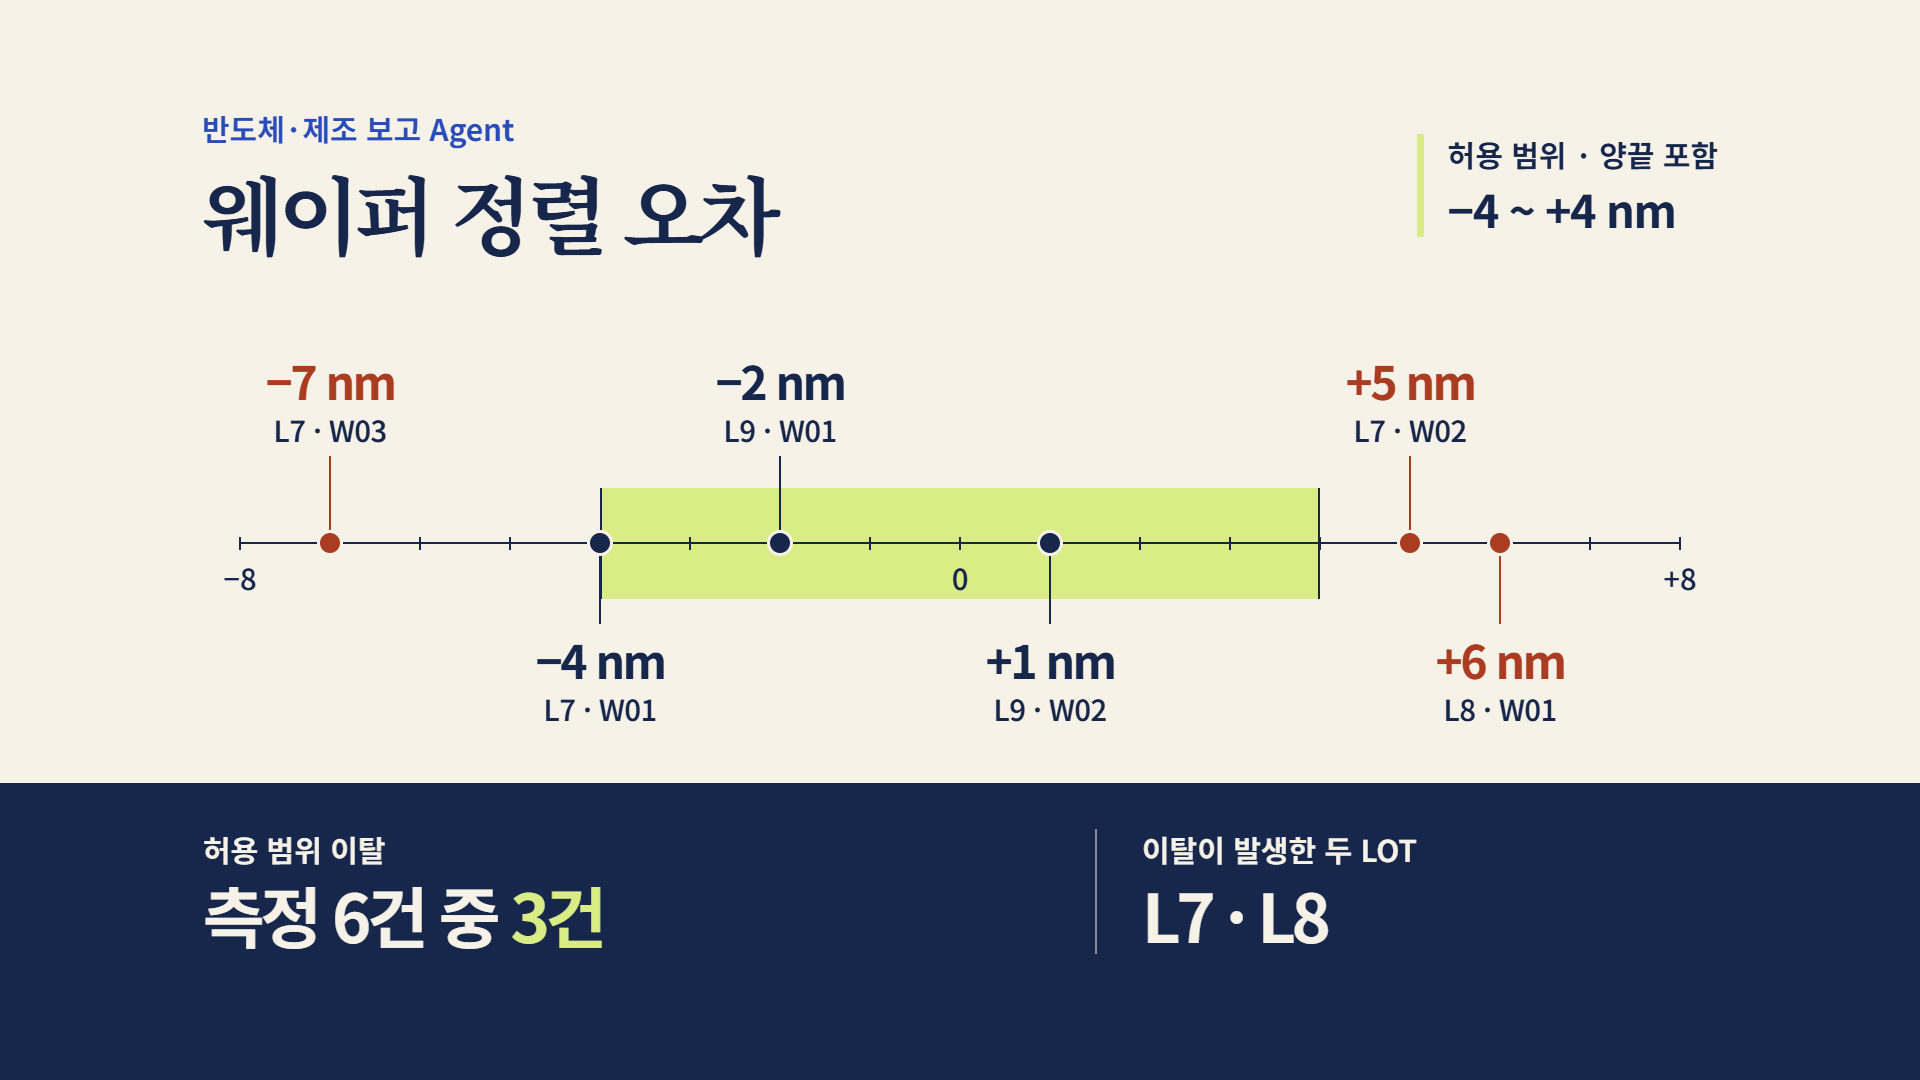 반도체·제조 보고 Agent
웨이퍼 정렬 오차
허용 범위 · 양끝 포함
−4 ~ +4 nm
−7 nm
L7 · W03
−2 nm
L9 · W01
+5 nm
L7 · W02
−8
0
+8
−4 nm
L7 · W01
+1 nm
L9 · W02
+6 nm
L8 · W01
허용 범위 이탈
측정 6건 중 3건
이탈이 발생한 두 LOT
L7 · L8